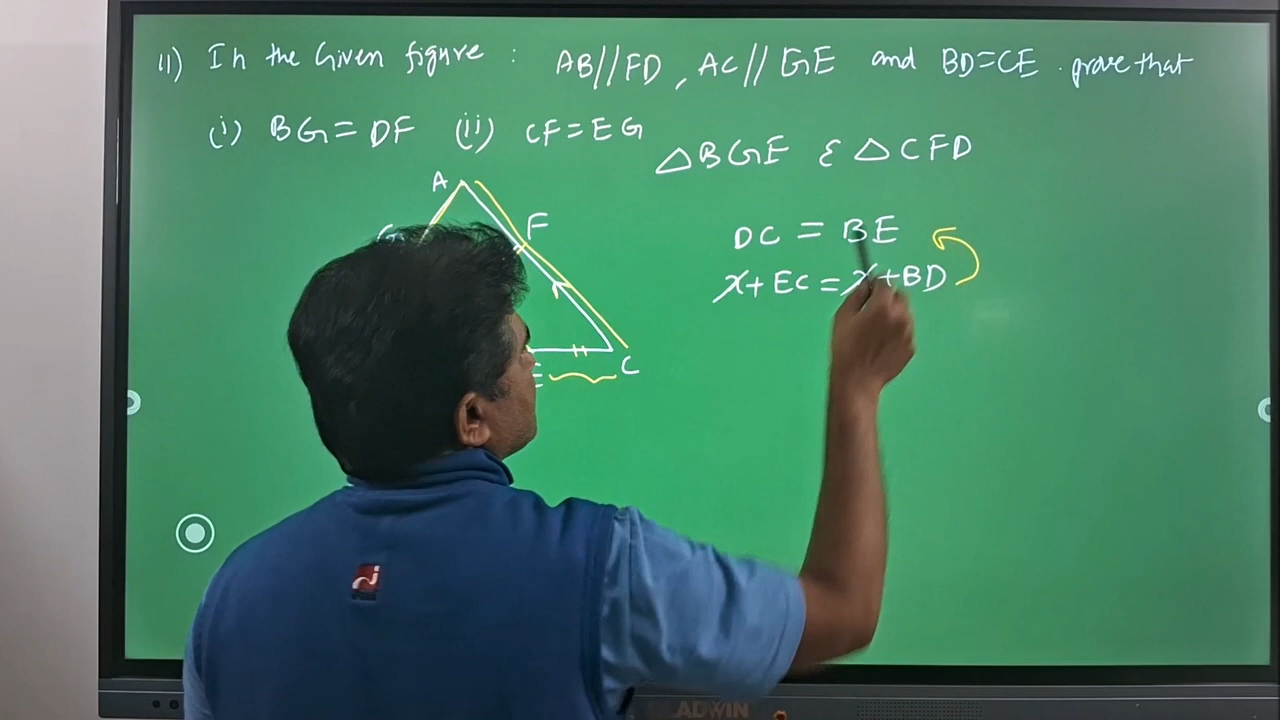 11) In the Given figure : AB//FD , AC// GE and BD=CE . prove that
(i) BG = DF (ii) CF = EG
△BGE & △CFD
A
F
DC = BE
x+EC = x+BD
E
C